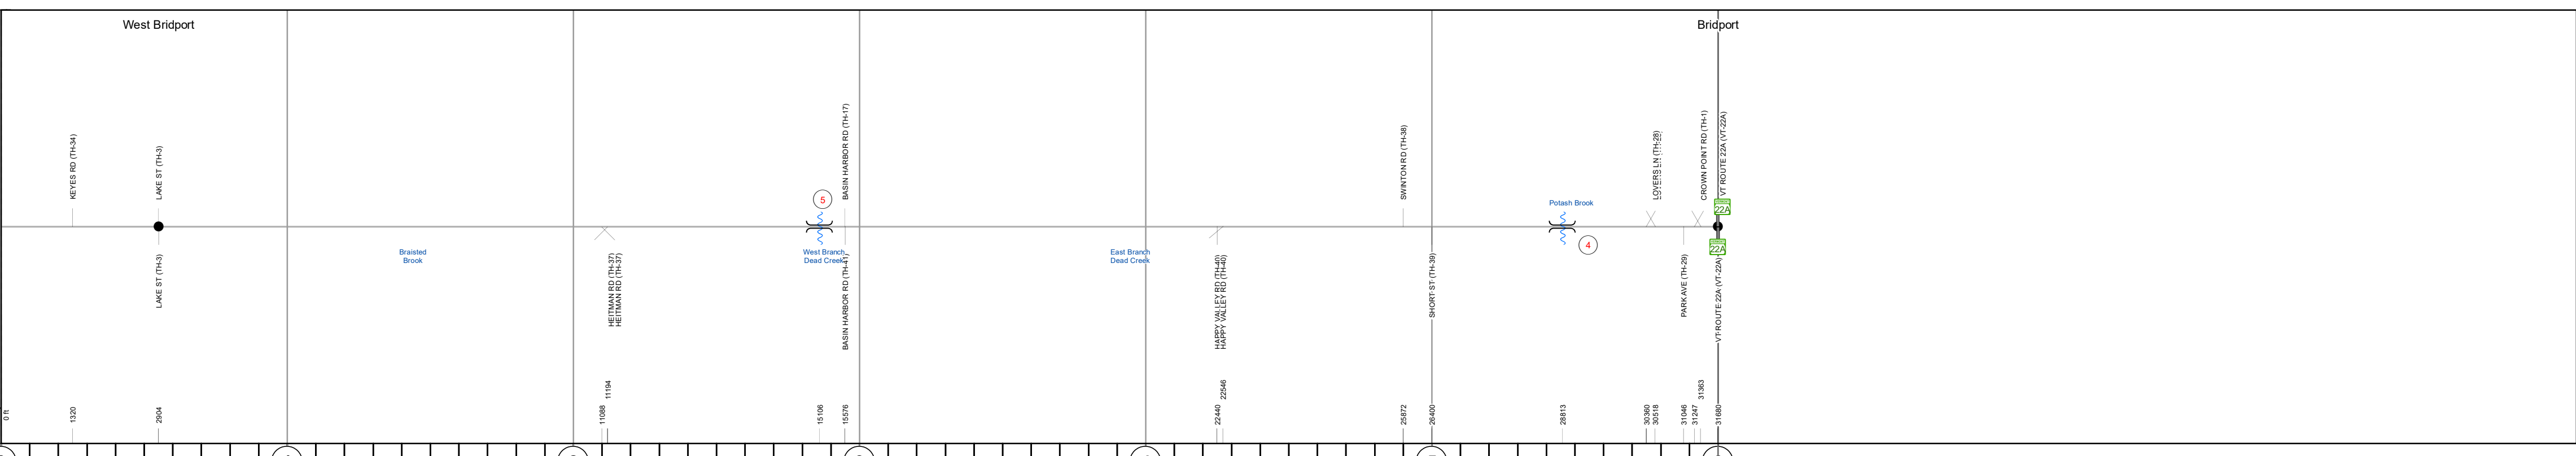 West Bridport
Bridport
KEYES RD (TH-34)
LAKE ST (TH-3)
BASIN HARBOR RD (TH-17)
SWINTON RD (TH-38)
LOVERS LN (TH-28)
CROWN POINT RD (TH-1)
VT ROUTE 22A (VT-22A)
5
Potash Brook
22A
4
22A
Braisted
Brook
West Branch
Dead Creek
East Branch
Dead Creek
LAKE ST (TH-3)
HEITMAN RD (TH-37)
HEITMAN RD (TH-37)
BASIN HARBOR RD (TH-41)
HAPPY VALLEY RD (TH-40)
HAPPY VALLEY RD (TH-40)
SHORT ST (TH-39)
PARK AVE (TH-29)
VT ROUTE 22A (VT-22A)
0 ft
1320
2904
11088
11194
15106
15576
22440
22546
25872
26400
28813
30360
30518
31046
31247
31363
31680